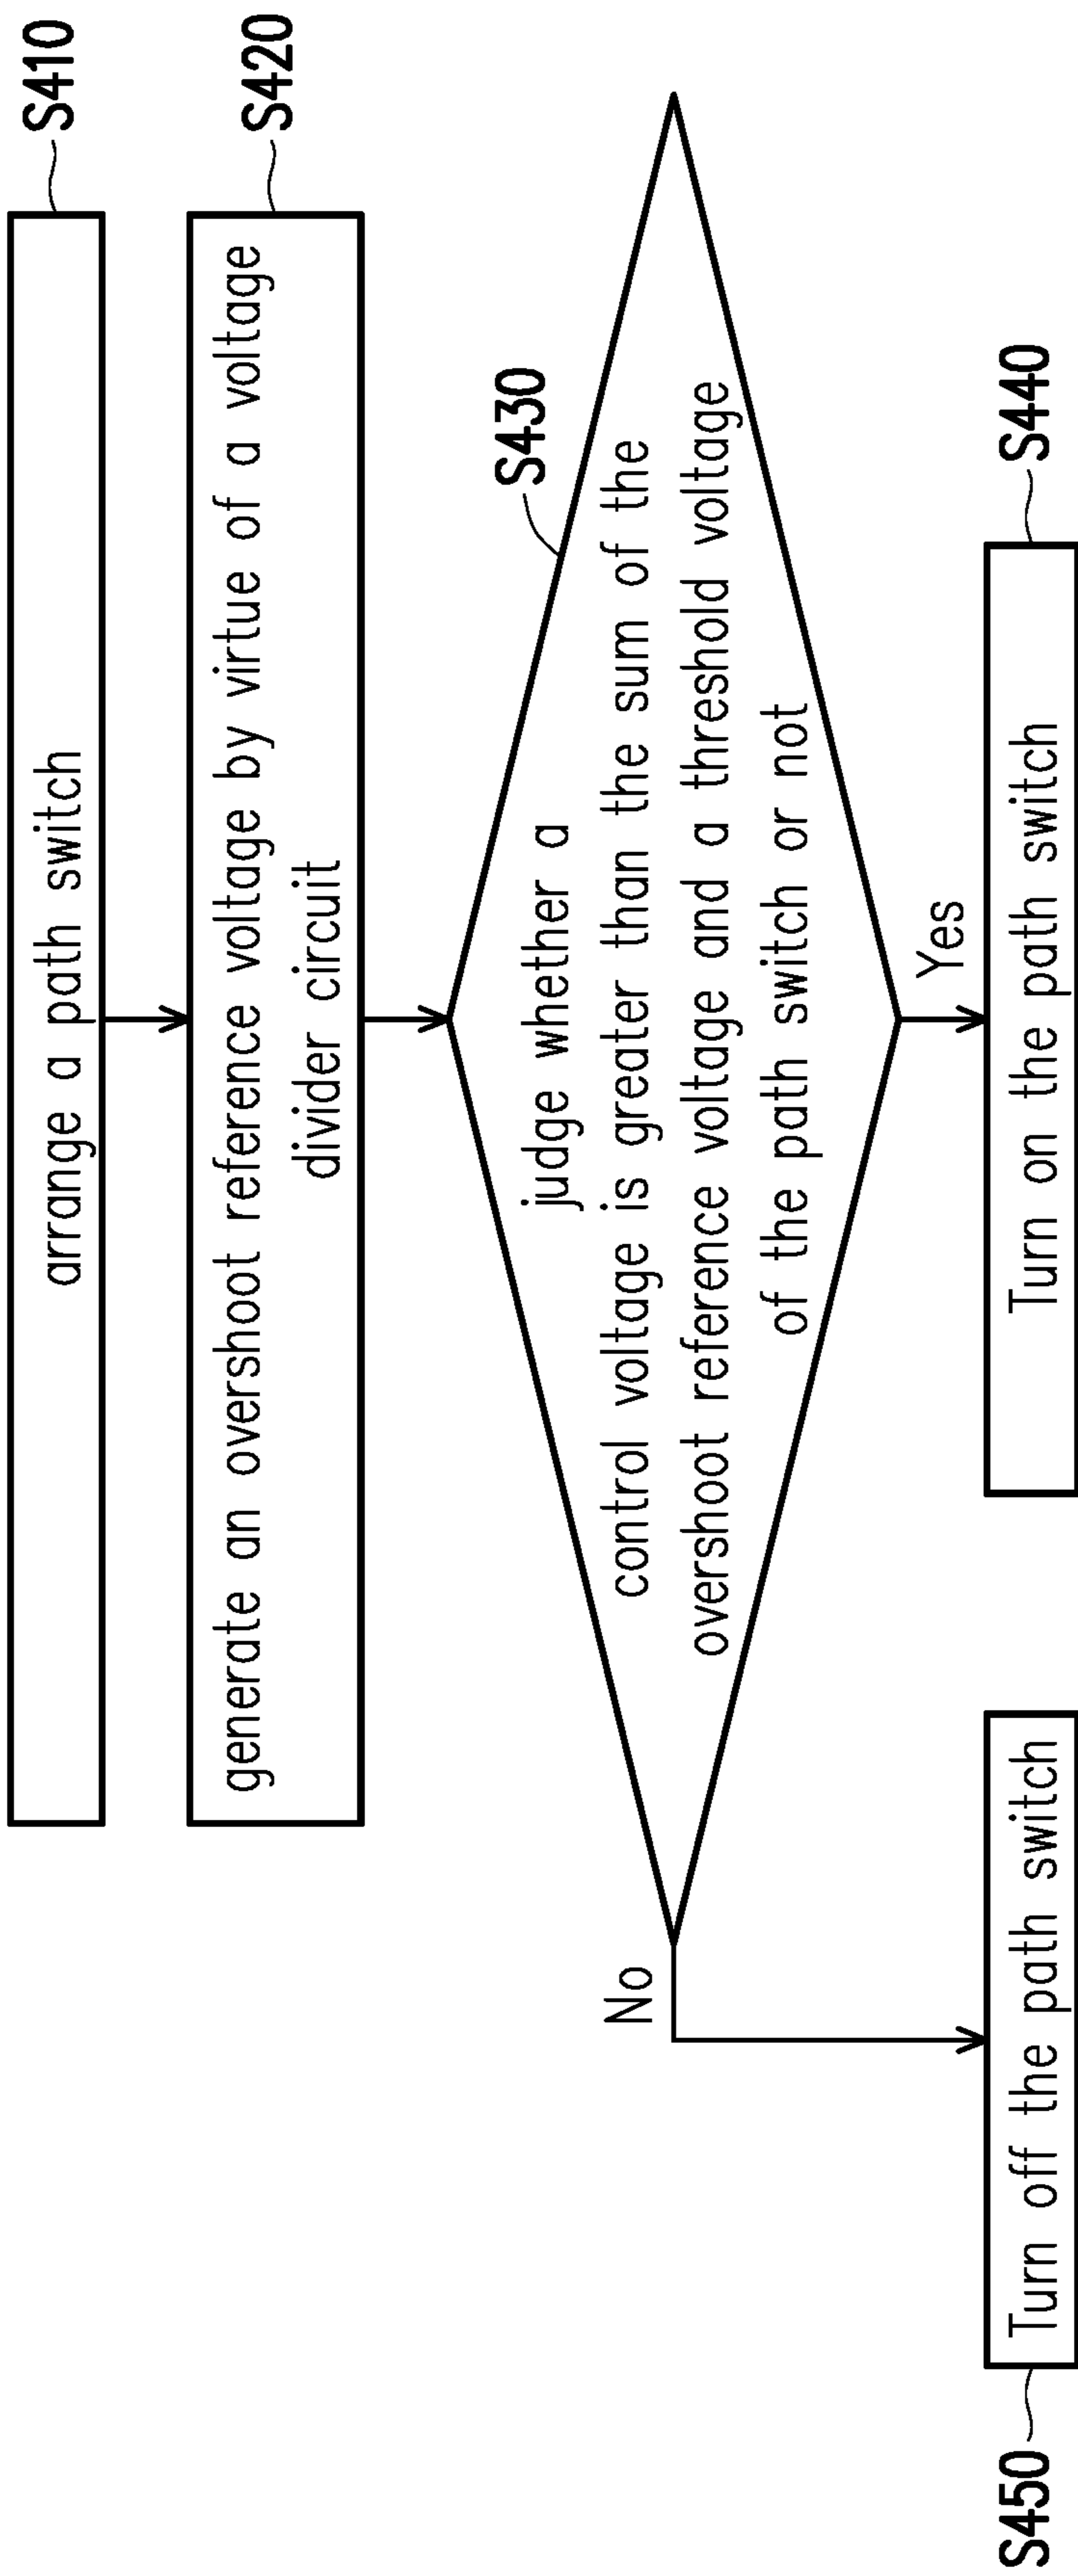 arrange a path switch
S410
generate an overshoot reference voltage by virtue of a voltage
divider circuit
S420
judge whether a
control voltage is greater than the sum of the
overshoot reference voltage and a threshold voltage
of the path switch or not
S430
No
Yes
S450
Turn off the path switch
Turn on the path switch
S440